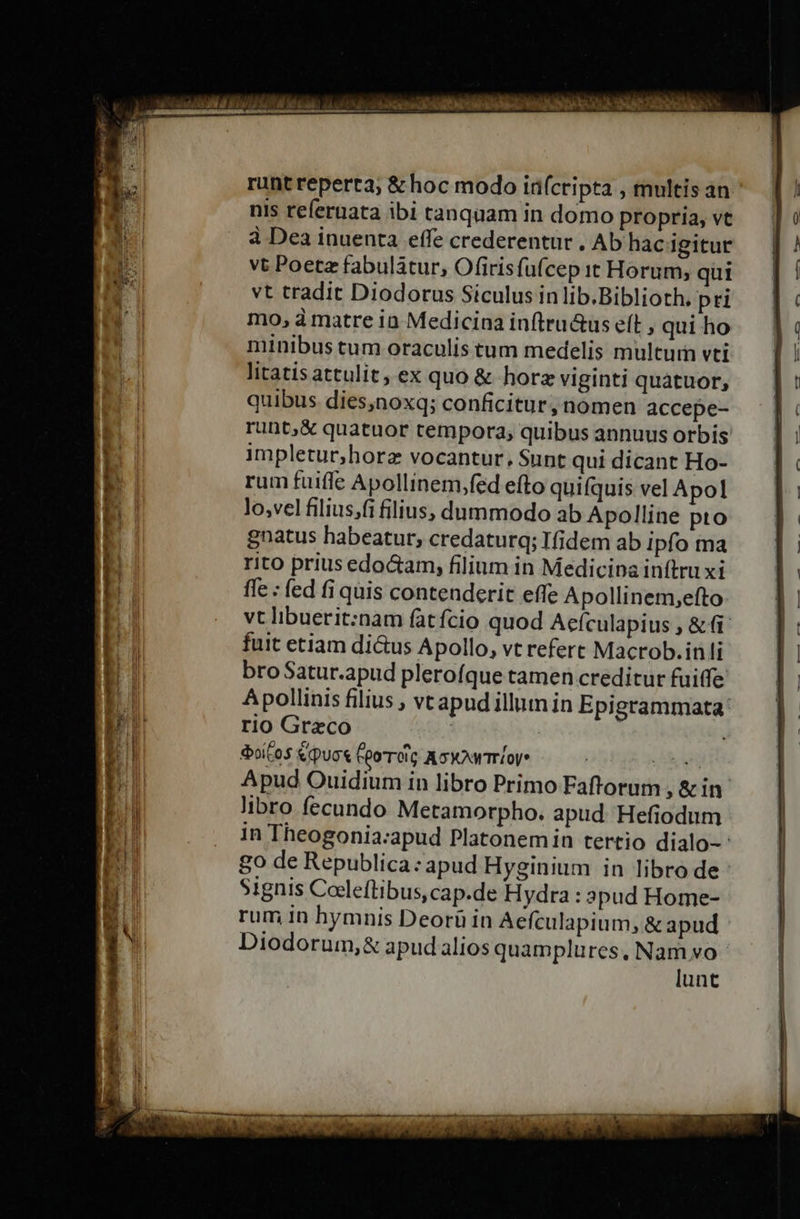 runt reperta, & hoc modo inſcripta, multis an
nis reſeruata ibi tanquam in domo propria, vt
à Dea inuenta eſſe crederentur. Ab hac igitur
vt Poetæ fabulãtur, Oſiris ſuſcepit Horum, qui
vt tradit Diodorus Siculus in lib.Biblioth. pri
mo, à matre in Medicina inſtructus eſt, qui ho
minibus tum oraculis tum medelis multum vti
litatis attulit, ex quo & horæ viginti quatuor,
quibus dies,noxq; conficitur, nomen accepe-
runt,& quatuor tempora, quibus annuus orbis
impletur,horæ vocantur. Sunt qui dicant Ho-
rum fuiſſe Apollinem,ſed eſto quiſquis vel Apol
lo,vel filius,ſi filius, dummodo ab Apolline pro
gnatus habeatur, credaturq; Iſidem ab ipſo ma
rito prius edoctam, filium in Medicina inſtruxi
ſſe : ſed ſi quis contenderit eſſe Apollinem,eſto
vt libuerit:nam ſat ſcio quod Aeſculapius, & ſi
fuit etiam dictus Apollo, vt refert Macrob.in li
bro Satur.apud pleroſque tamen creditur fuiſſe
Apollinis filius, vt apud illum in Epigrammata
rio Græco
Φοιϐος ἔφυσε ϐροτοῖς Ασκλωπίον·
Apud Ouidium in libro Primo Faſtorum, & in
libro ſecundo Metamorpho. apud Heſiodum
in Theogonia:apud Platonem in tertio dialo-
go de Republica: apud Hyginium in libro de
Signis Cœleſtibus,cap.de Hydra : apud Home-
rum in hymnis Deorũ in Aeſculapium, & apud
Diodorum,& apud alios quamplures. Nam vo
lunt